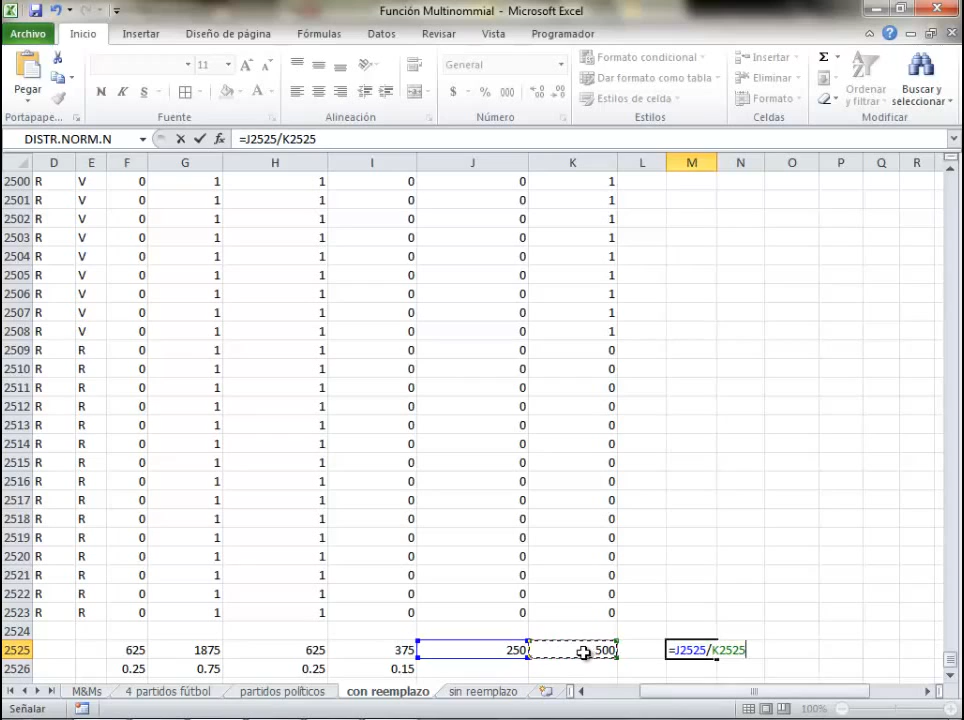 Función Multinommial - Microsoft Excel
Archivo Inicio Insertar Diseño de página Fórmulas Datos Revisar Vista Programador
Pegar
11
General
Formato condicional
Dar formato como tabla
Estilos de celda
Insertar
Eliminar
Formato
Σ
Ordenar y filtrar
Buscar y seleccionar
N K S A A A
$ % 000
Portapape... Fuente Alineación Número Estilos Celdas Modificar
DISTR.NORM.N fx =J2525/K2525
D E F G H I J K L M N O P Q R
2500 R V 0 1 1 0 0 1
2501 R V 0 1 1 0 0 1
2502 R V 0 1 1 0 0 1
2503 R V 0 1 1 0 0 1
2504 R V 0 1 1 0 0 1
2505 R V 0 1 1 0 0 1
2506 R V 0 1 1 0 0 1
2507 R V 0 1 1 0 0 1
2508 R V 0 1 1 0 0 1
2509 R R 0 1 1 0 0 0
2510 R R 0 1 1 0 0 0
2511 R R 0 1 1 0 0 0
2512 R R 0 1 1 0 0 0
2513 R R 0 1 1 0 0 0
2514 R R 0 1 1 0 0 0
2515 R R 0 1 1 0 0 0
2516 R R 0 1 1 0 0 0
2517 R R 0 1 1 0 0 0
2518 R R 0 1 1 0 0 0
2519 R R 0 1 1 0 0 0
2520 R R 0 1 1 0 0 0
2521 R R 0 1 1 0 0 0
2522 R R 0 1 1 0 0 0
2523 R R 0 1 1 0 0 0
2524
2525 625 1875 625 375 250 500 =J2525/K2525
2526 0.25 0.75 0.25 0.15
M&Ms 4 partidos fútbol partidos políticos con reemplazo sin reemplazo
Señalar 100%